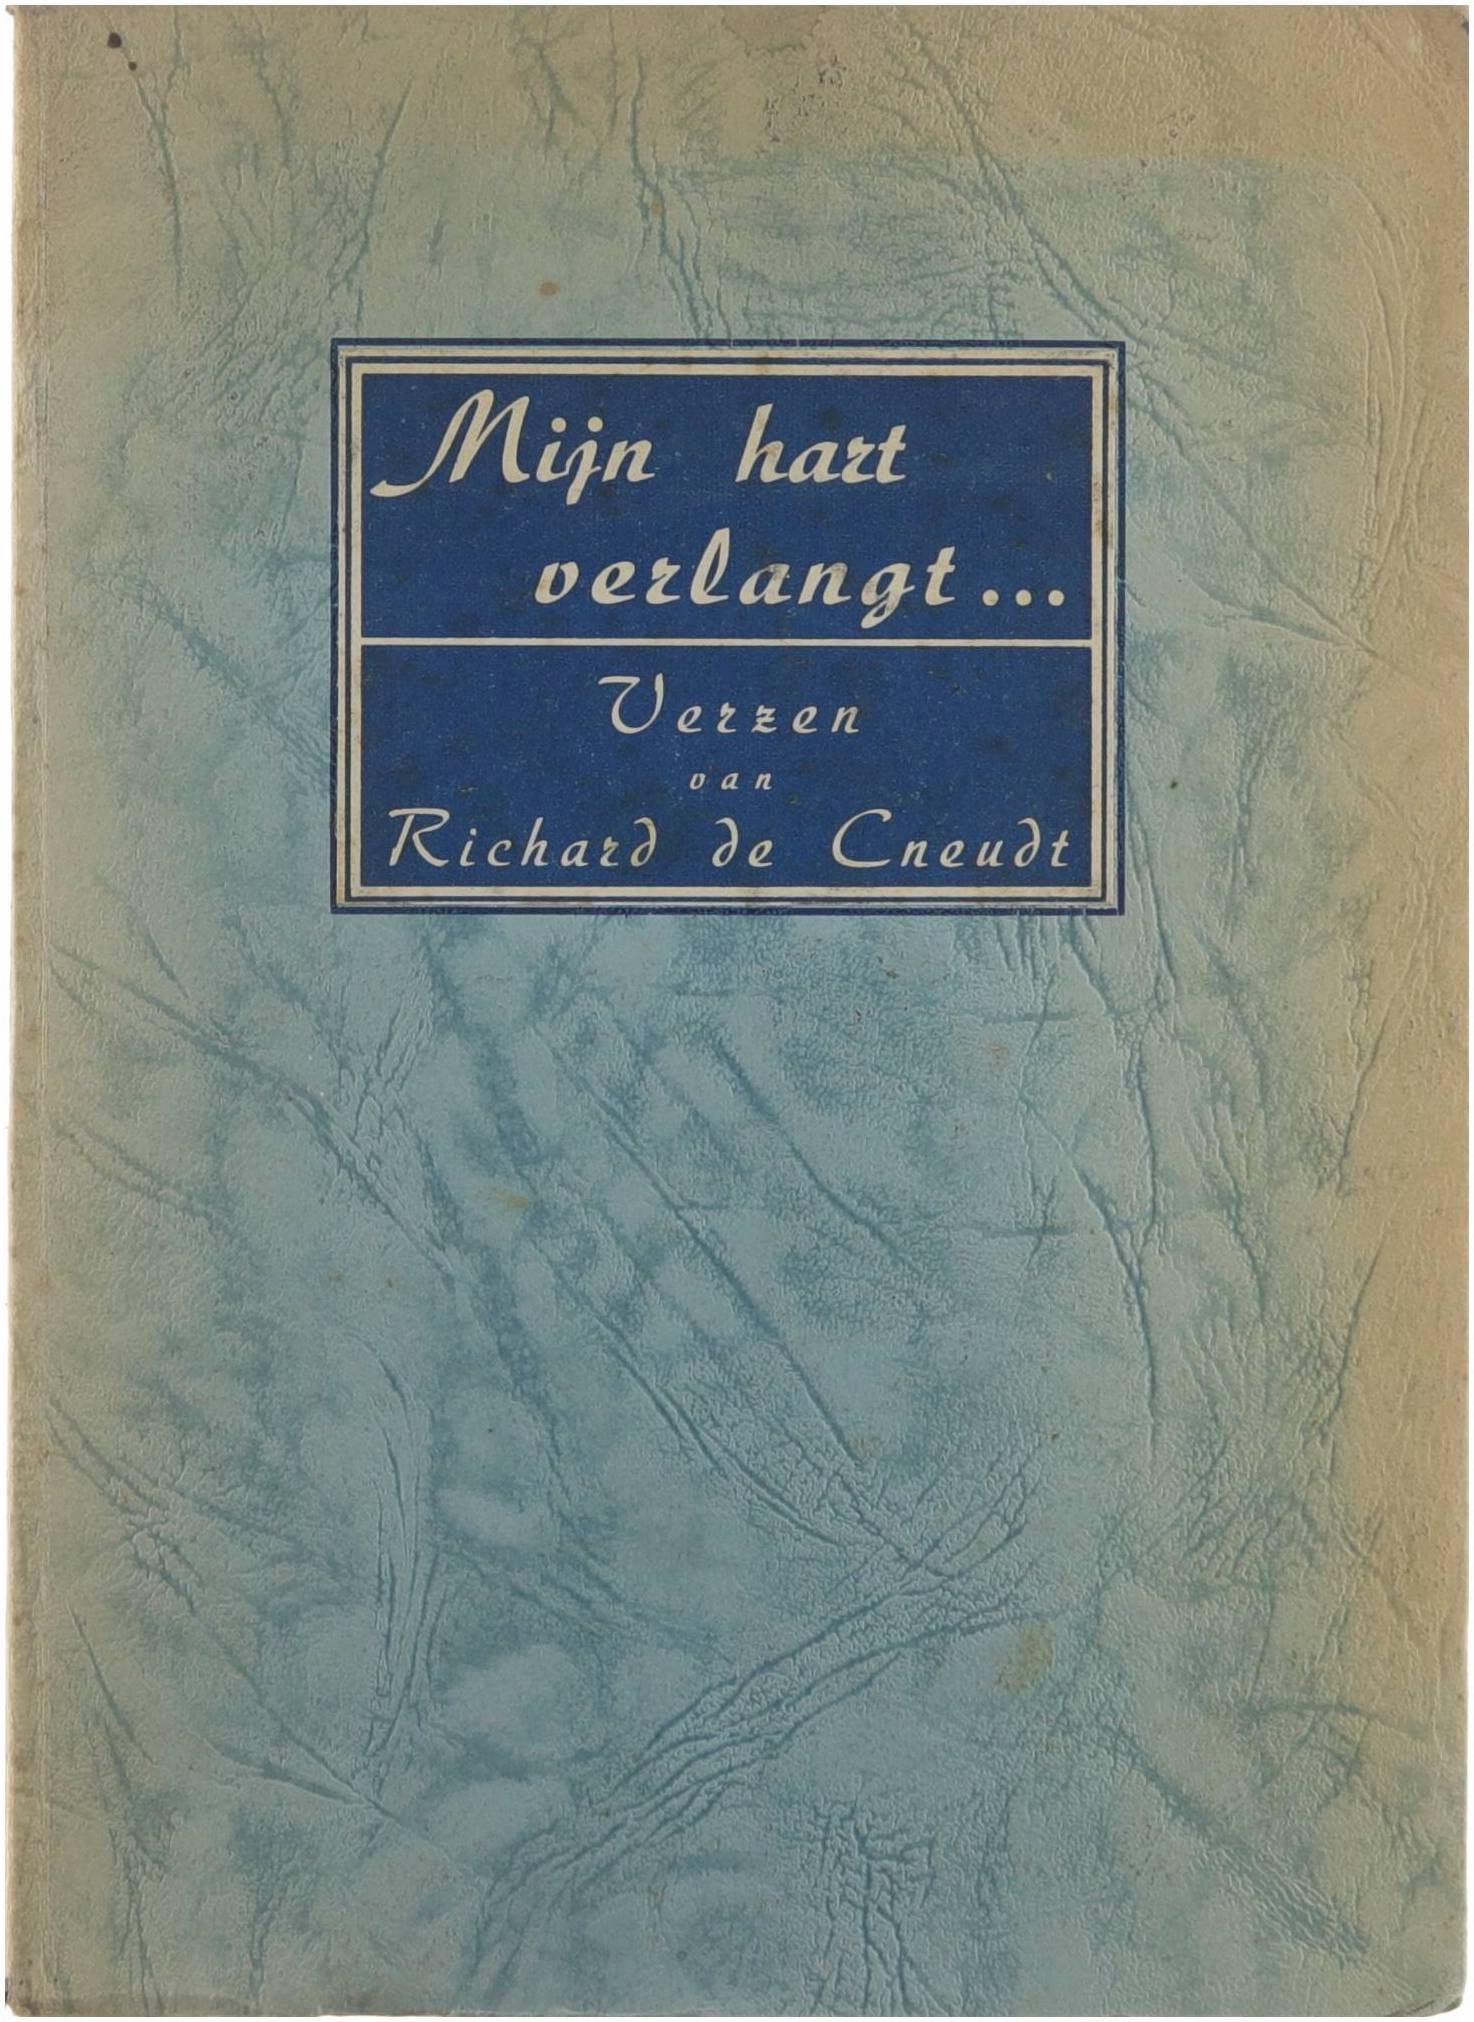 Mijn hart
verlangt...
Verzen
van
Richard de Cneudt